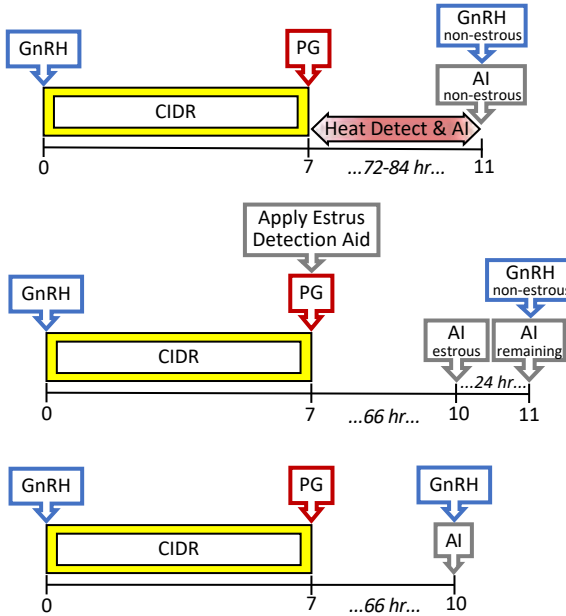 GnRH
PG
GnRH
non-estrous
AI
non-estrous
CIDR
Heat Detect & AI
0
7
...72-84 hr...
11
Apply Estrus
Detection Aid
GnRH
PG
GnRH
non-estrous
AI
estrous
AI
remaining
CIDR
...24 hr...
0
7
...66 hr...
10
11
GnRH
PG
GnRH
CIDR
AI
0
7
...66 hr...
10